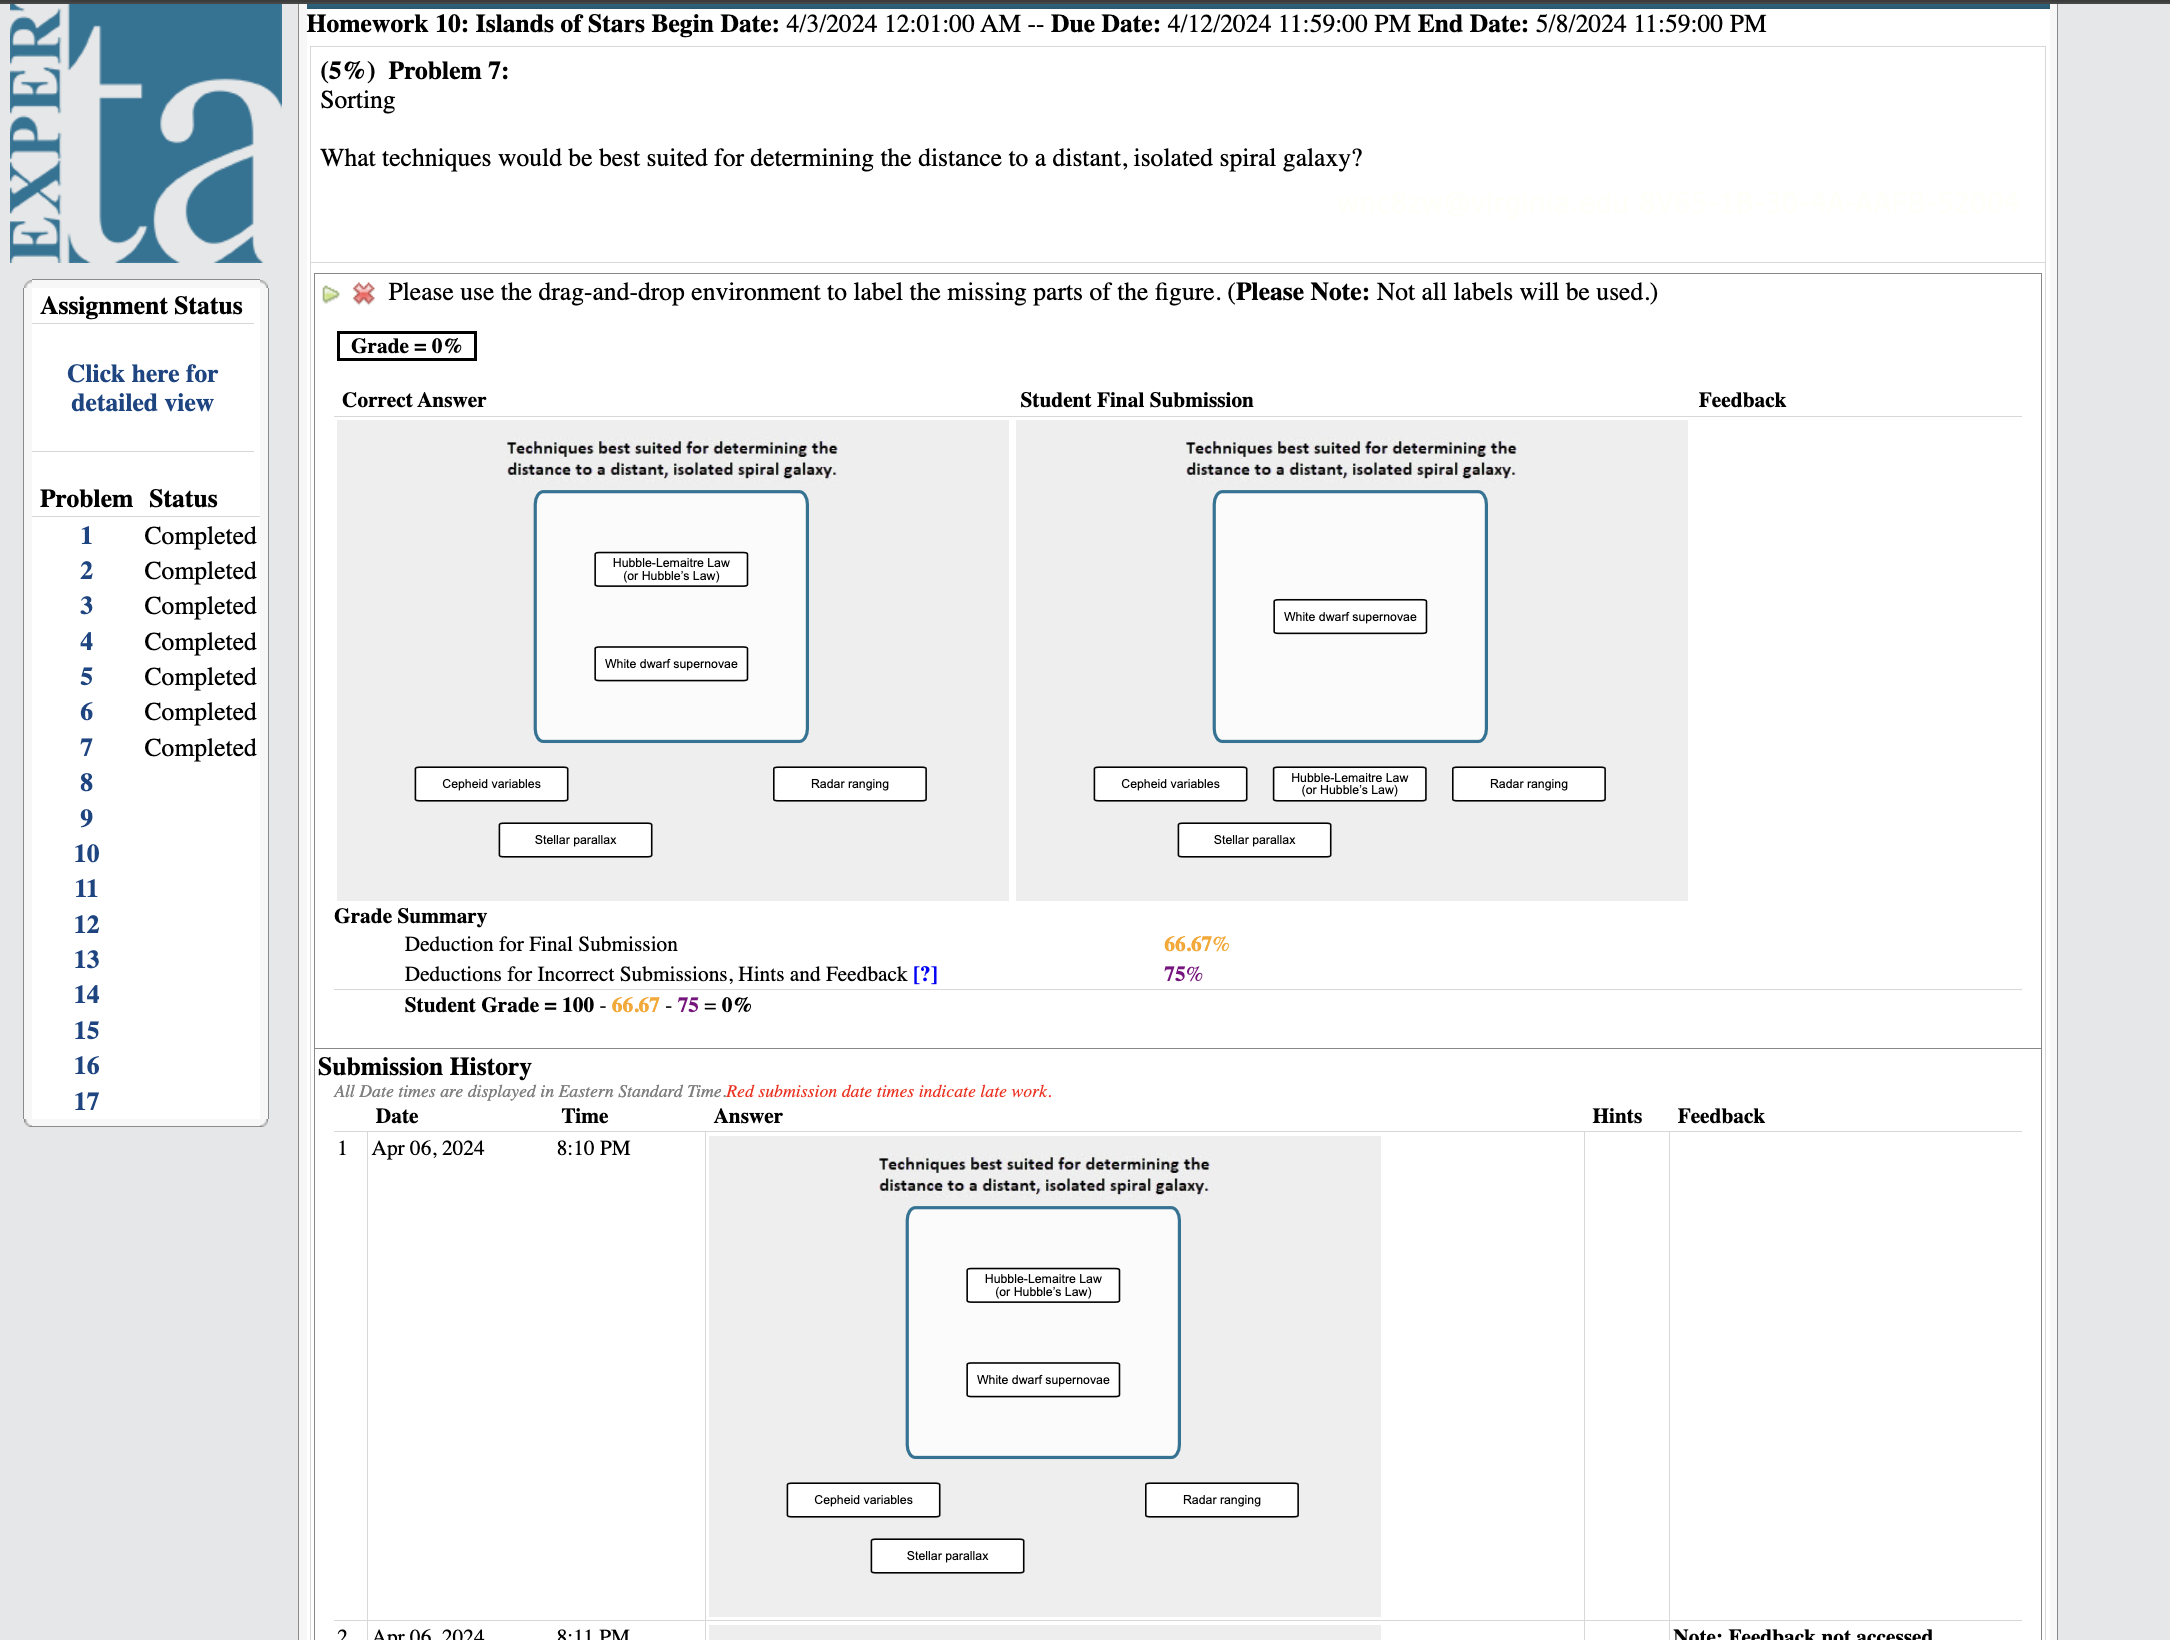 EXPERT
ta
Homework 10: Islands of Stars Begin Date: 4/3/2024 12:01:00 AM -- Due Date: 4/12/2024 11:59:00 PM End Date: 5/8/2024 11:59:00 PM
(5%) Problem 7:
Sorting
What techniques would be best suited for determining the distance to a distant, isolated spiral galaxy?
Assignment Status
Click here for
detailed view
Problem Status
1 Completed
2 Completed
3 Completed
4 Completed
5 Completed
6 Completed
7 Completed
8
9
10
11
12
13
14
15
16
17
Please use the drag-and-drop environment to label the missing parts of the figure. (Please Note: Not all labels will be used.)
Grade = 0%
Correct Answer Student Final Submission Feedback
Techniques best suited for determining the
distance to a distant, isolated spiral galaxy.
Hubble-Lemaitre Law
(or Hubble's Law)
White dwarf supernovae
Cepheid variables Radar ranging
Stellar parallax
Techniques best suited for determining the
distance to a distant, isolated spiral galaxy.
White dwarf supernovae
Cepheid variables
Hubble-Lemaitre Law
(or Hubble's Law)
Radar ranging
Stellar parallax
Grade Summary
Deduction for Final Submission 66.67%
Deductions for Incorrect Submissions, Hints and Feedback [?] 75%
Student Grade = 100 - 66.67 - 75 = 0%
Submission History
All Date times are displayed in Eastern Standard Time.Red submission date times indicate late work.
Date Time Answer Hints Feedback
1 Apr 06, 2024 8:10 PM
Techniques best suited for determining the
distance to a distant, isolated spiral galaxy.
Hubble-Lemaitre Law
(or Hubble's Law)
White dwarf supernovae
Cepheid variables Radar ranging
Stellar parallax
2 Apr 06, 2024 8:11 PM Note: Feedback not accessed